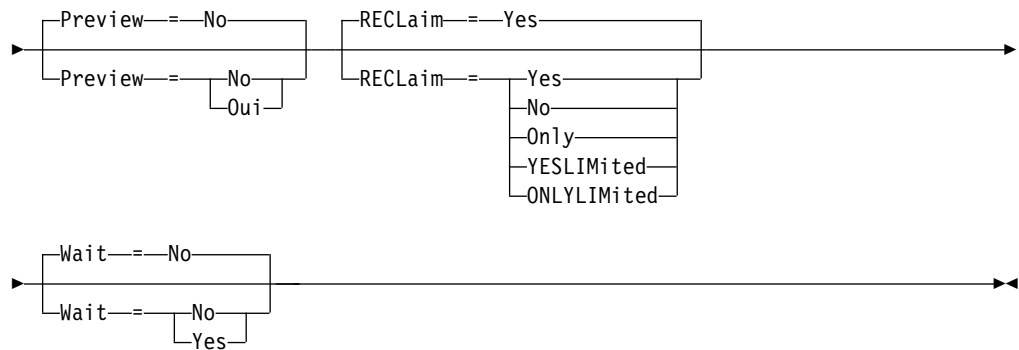 Preview = No RECLaim = Yes
Preview = No RECLaim = Yes
Oui No
Only
YESLIMited
ONLYLIMited
Wait = No
Wait = No
Yes